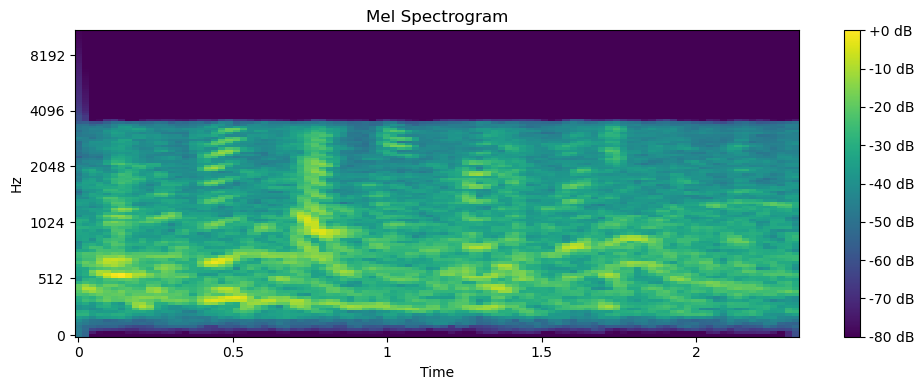 Mel Spectrogram
8192
4096
2048
1024
512
0
Hz
0
0.5
1
1.5
2
Time
+0 dB
-10 dB
-20 dB
-30 dB
-40 dB
-50 dB
-60 dB
-70 dB
-80 dB